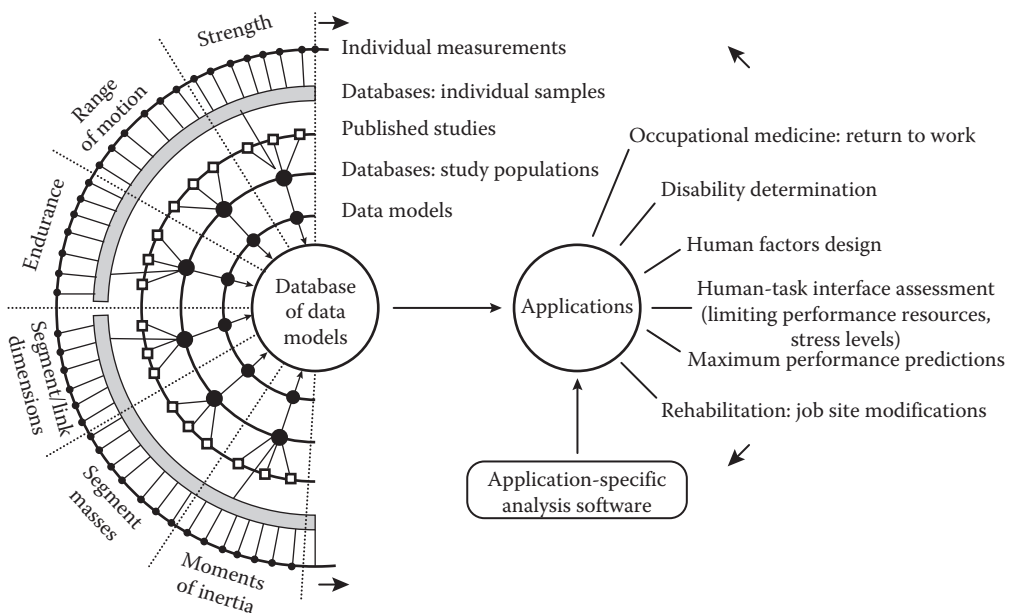 Strength
Range
of motion
Endurance
Segment/link
dimensions
Segment
masses
Moments
of inertia
Individual measurements
Databases: individual samples
Published studies
Databases: study populations
Data models
Database
of data
models
Applications
Application-specific
analysis software
Occupational medicine: return to work
Disability determination
Human factors design
Human-task interface assessment
(limiting performance resources,
stress levels)
Maximum performance predictions
Rehabilitation: job site modifications